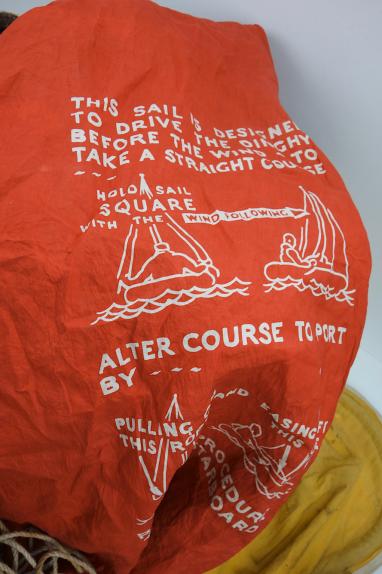 THIS SAIL IS DESIGNED
TO DRIVE THE DINGHY
BEFORE THE WIND TO
TAKE A STRAIGHT COURSE
----
HOLD SAIL
SQUARE
WITH THE WIND FOLLOWING
ALTER COURSE TO PORT
BY ----
PULLING AND EASING
THIS THIS